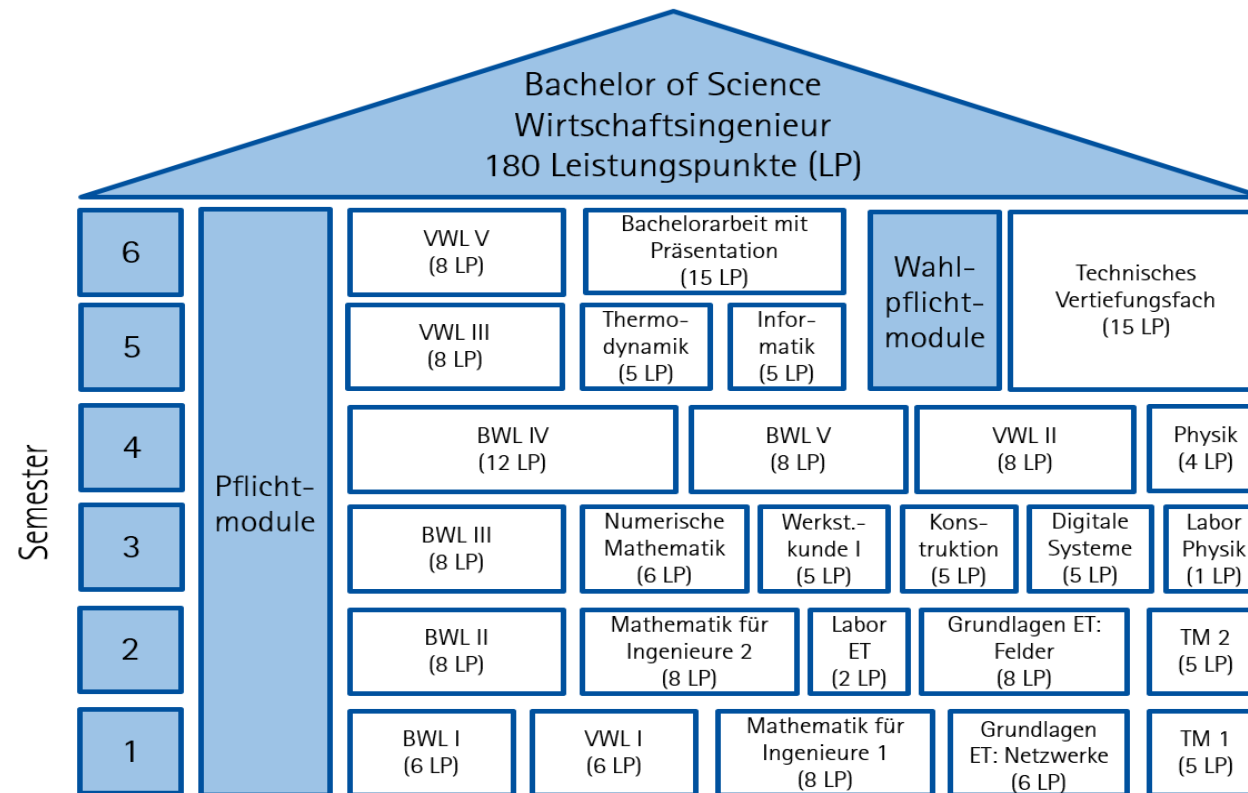 Bachelor of Science
Wirtschaftsingenieur
180 Leistungspunkte (LP)
Semester
6
5
4
3
2
1
Pflicht-
module
VWL V
(8 LP)
Bachelorarbeit mit
Präsentation
(15 LP)
Wahl-
pflicht-
module
Technisches
Vertiefungsfach
(15 LP)
VWL III
(8 LP)
Thermo-
dynamik
(5 LP)
Infor-
matik
(5 LP)
BWL IV
(12 LP)
BWL V
(8 LP)
VWL II
(8 LP)
Physik
(4 LP)
BWL III
(8 LP)
Numerische
Mathematik
(6 LP)
Werkst.-
kunde I
(5 LP)
Kons-
truktion
(5 LP)
Digitale
Systeme
(5 LP)
Labor
Physik
(1 LP)
BWL II
(8 LP)
Mathematik für
Ingenieure 2
(8 LP)
Labor
ET
(2 LP)
Grundlagen ET:
Felder
(8 LP)
TM 2
(5 LP)
BWL I
(6 LP)
VWL I
(6 LP)
Mathematik für
Ingenieure 1
(8 LP)
Grundlagen
ET: Netzwerke
(6 LP)
TM 1
(5 LP)